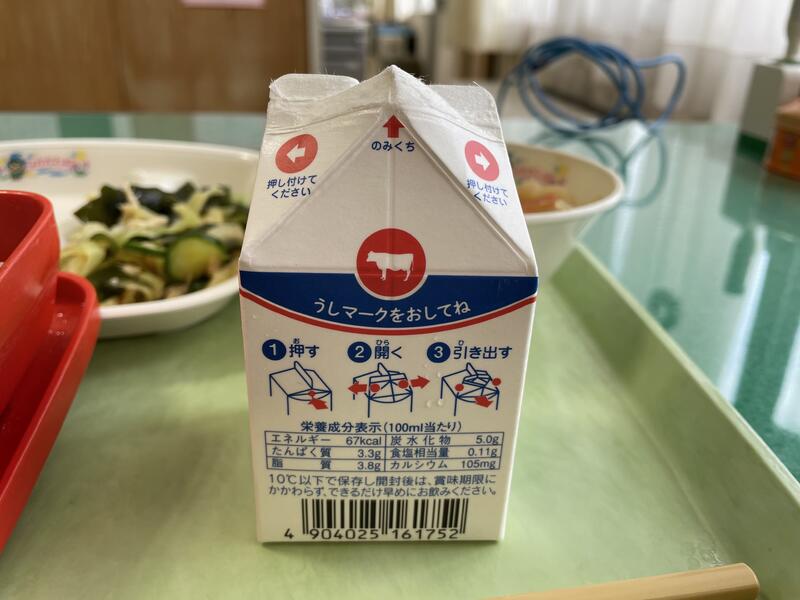 のみくち
押し付けて
ください
押し付けて
ください
うしマークをおしてね
1 押す 2 開く 3 引き出す
お ひら ひ
栄養成分表示(100ml当たり)
エネルギー 67kcal 炭水化物 5.0g
たんぱく質 3.3g 食塩相当量 0.11g
脂質 3.8g カルシウム 105mg
10℃以下で保存し開封後は、賞味期限に
かかわらず、できるだけ早めにお飲みください。
4 904025 161752